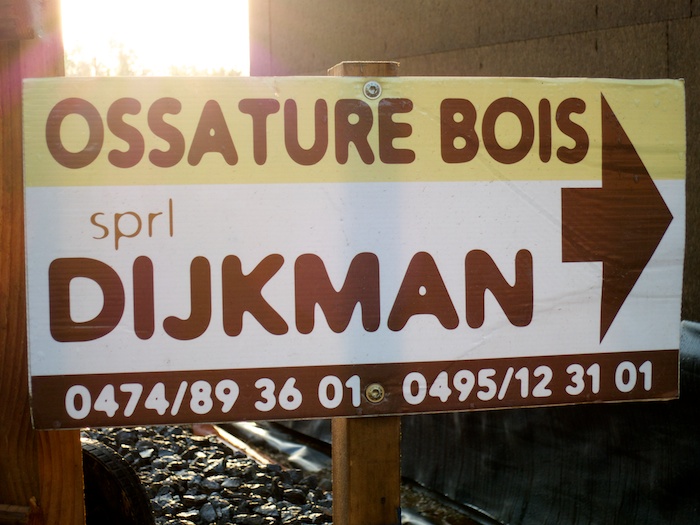 OSSATURE BOIS
sprl
DIJKMAN
0474/89 36 01 0495/12 31 01